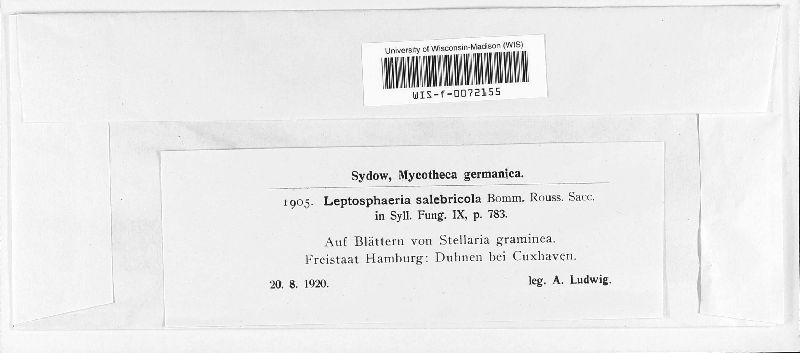 University of Wisconsin-Madison (WIS)
WIS-f-0072155
Sydow, Mycotheca germanica.
1905. Leptosphaeria salebricola Bomm. Rouss. Sacc.
in Syll. Fung. IX, p. 783.
Auf Blättern von Stellaria graminea.
Freistaat Hamburg: Duhnen bei Cuxhaven.
20. 8. 1920.
leg. A. Ludwig.